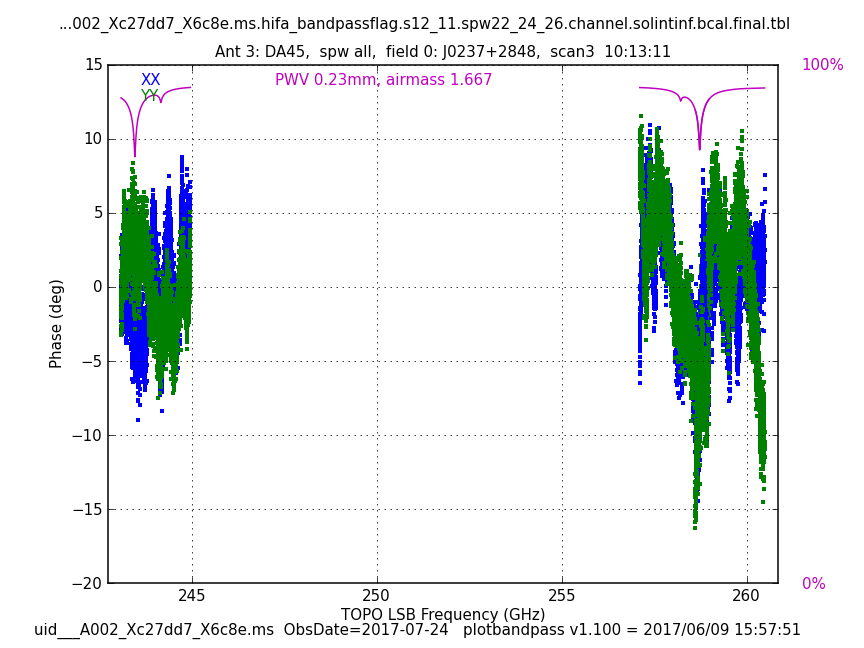 ...002_Xc27dd7_X6c8e.ms.hifa_bandpassflag.s12_11.spw22_24_26.channel.solintinf.bcal.final.tbl
Ant 3: DA45,  spw all,  field 0: J0237+2848,  scan3  10:13:11
15
100%
XX
PWV 0.23mm, airmass 1.667
YY
10
5
0
Phase (deg)
−5
−10
−15
−20
0%
245
250
255
260
TOPO LSB Frequency (GHz)
uid___A002_Xc27dd7_X6c8e.ms  ObsDate=2017-07-24   plotbandpass v1.100 = 2017/06/09 15:57:51